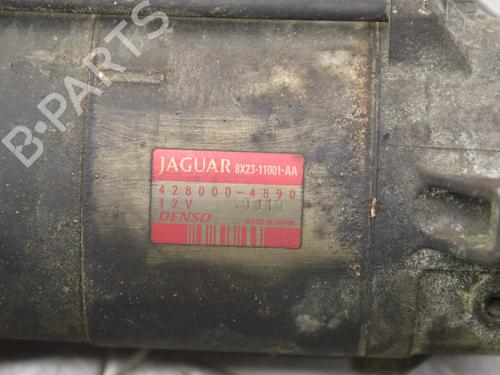 B-PARTS
JAGUAR 8X23-11001-AA
428000-4890
12V
DENSO MADE IN JAPAN